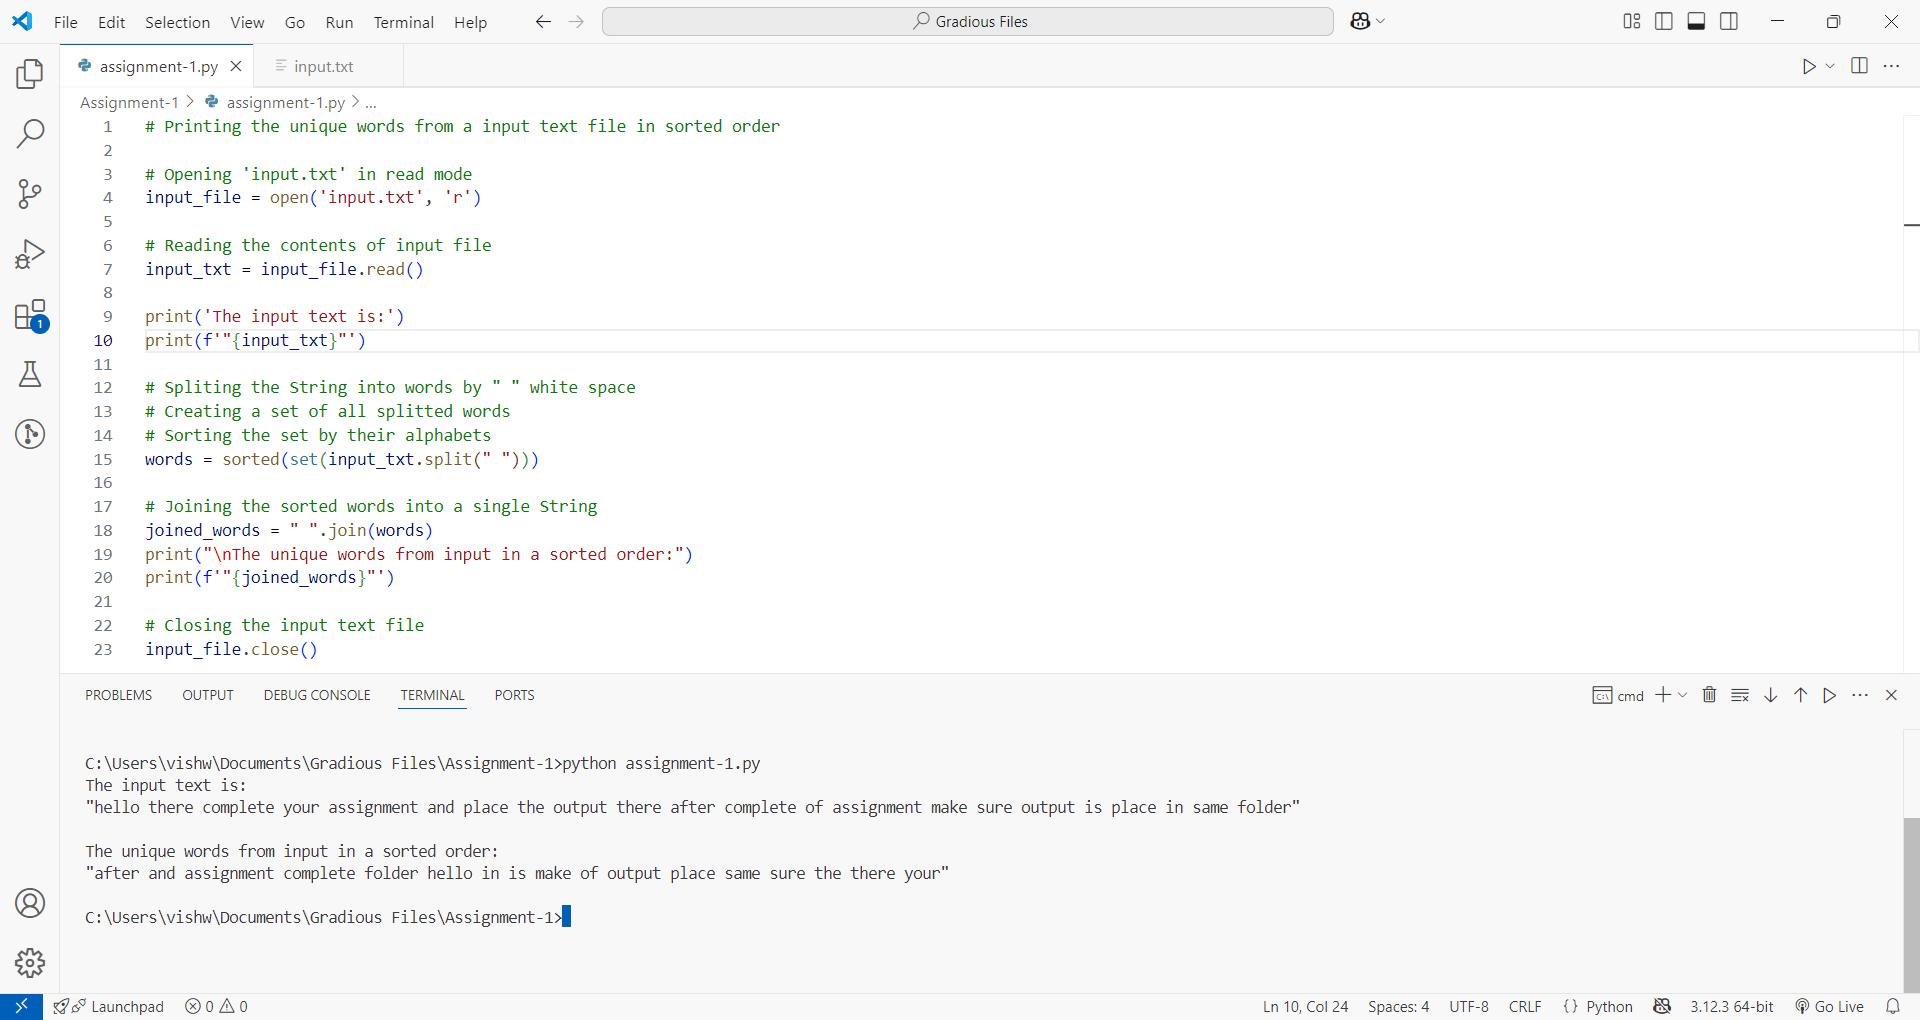 File Edit Selection View Go Run Terminal Help Gradious Files
assignment-1.py input.txt
Assignment-1 > assignment-1.py > ...
1 # Printing the unique words from a input text file in sorted order
2
3 # Opening 'input.txt' in read mode
4 input_file = open('input.txt', 'r')
5
6 # Reading the contents of input file
7 input_txt = input_file.read()
8
9 print('The input text is:')
10 print(f'"{input_txt}"')
11
12 # Spliting the String into words by " " white space
13 # Creating a set of all splitted words
14 # Sorting the set by their alphabets
15 words = sorted(set(input_txt.split(" ")))
16
17 # Joining the sorted words into a single String
18 joined_words = " ".join(words)
19 print("\nThe unique words from input in a sorted order:")
20 print(f'"{joined_words}"')
21
22 # Closing the input text file
23 input_file.close()
1
PROBLEMS OUTPUT DEBUG CONSOLE TERMINAL PORTS cmd
C:\Users\vishw\Documents\Gradious Files\Assignment-1>python assignment-1.py
The input text is:
"hello there complete your assignment and place the output there after complete of assignment make sure output is place in same folder"
The unique words from input in a sorted order:
"after and assignment complete folder hello in is make of output place same sure the there your"
C:\Users\vishw\Documents\Gradious Files\Assignment-1>
Launchpad 0 0 Ln 10, Col 24 Spaces: 4 UTF-8 CRLF {} Python 3.12.3 64-bit Go Live